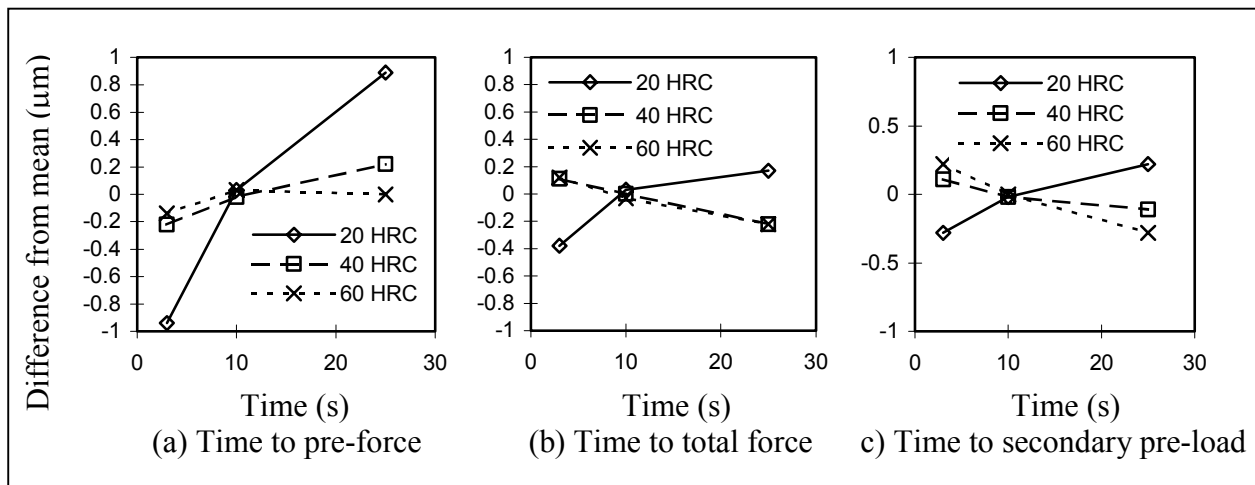 Difference from mean (µm)
1
0.8
0.6
0.4
0.2
0
-0.2
-0.4
-0.6
-0.8
-1
20 HRC
40 HRC
60 HRC
0
10
20
30
Time (s)
(a) Time to pre-force
1
0.8
0.6
0.4
0.2
0
-0.2
-0.4
-0.6
-0.8
-1
20 HRC
40 HRC
60 HRC
0
10
20
30
Time (s)
(b) Time to total force
1
0.5
0
-0.5
-1
20 HRC
40 HRC
60 HRC
0
10
20
30
Time (s)
c) Time to secondary pre-load